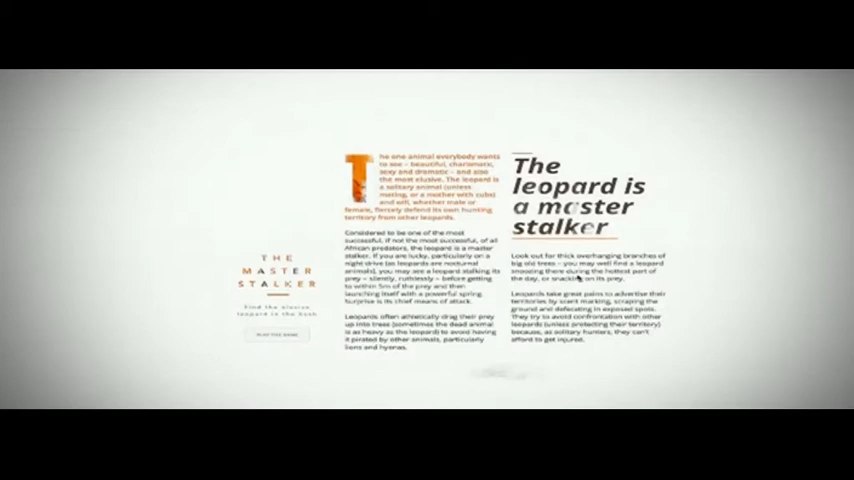 THE
MASTER
STALKER
Find the elusive
leopard in the bush
PLAY THE GAME
The one animal everybody wants
to see – beautiful, charismatic,
sexy and dramatic – and also
the most elusive. The leopard is
a solitary animal (unless
mating, or a mother with cubs)
and will, whether male or
female, fiercely defend its own hunting
territory from other leopards.
Considered to be one of the most
successful, if not the most successful, of all
African predators, the leopard is a master
stalker. If you are lucky, particularly on a
night drive (as leopards are nocturnal
animals), you may see a leopard stalking its
prey – silently, ruthlessly – before getting
to within 5m of the prey and then
launching itself with a powerful spring.
Surprise is its chief means of attack.
Leopards often athletically drag their prey
up into trees (sometimes the dead animal
is as heavy as the leopard) to avoid having
it pirated by other animals, particularly
lions and hyenas.
The
leopard is
a master
stalker
Look out for thick overhanging branches of
big old trees – you may well find a leopard
snoozing there during the hottest part of
the day, or snacking on its prey.
Leopards take great pains to advertise their
territories by scent marking, scraping the
ground and defecating in exposed spots.
They try to avoid confrontation with other
leopards (unless protecting their territory)
because, as solitary hunters, they can't
afford to get injured.